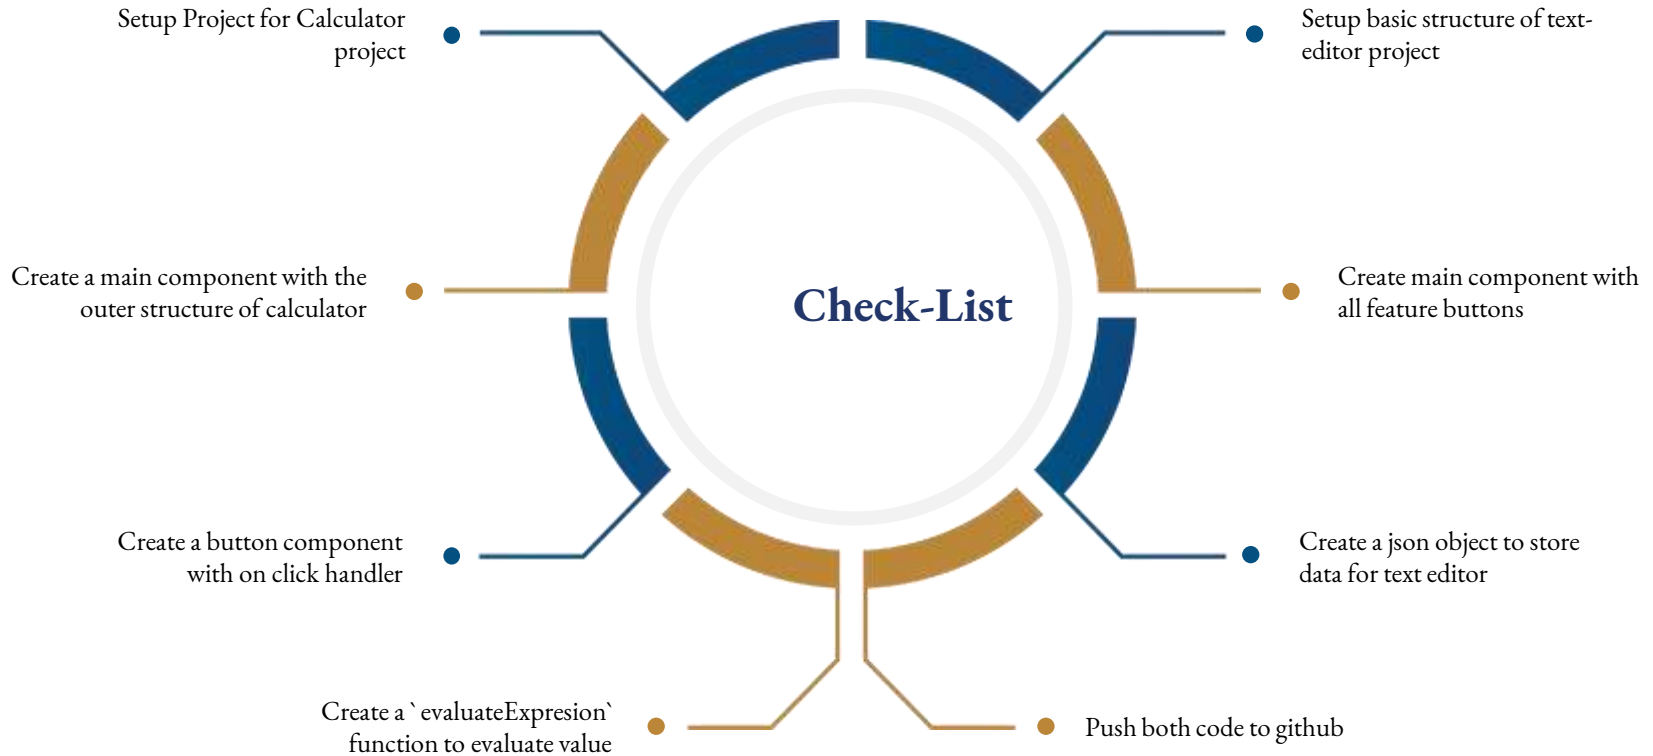 Setup Project for Calculator
project
Create a main component with the
outer structure of calculator
Create a button component
with on click handler
Create a `evaluateExpresion`
function to evaluate value
Check-List
Setup basic structure of text-
editor project
Create main component with
all feature buttons
Create a json object to store
data for text editor
Push both code to github